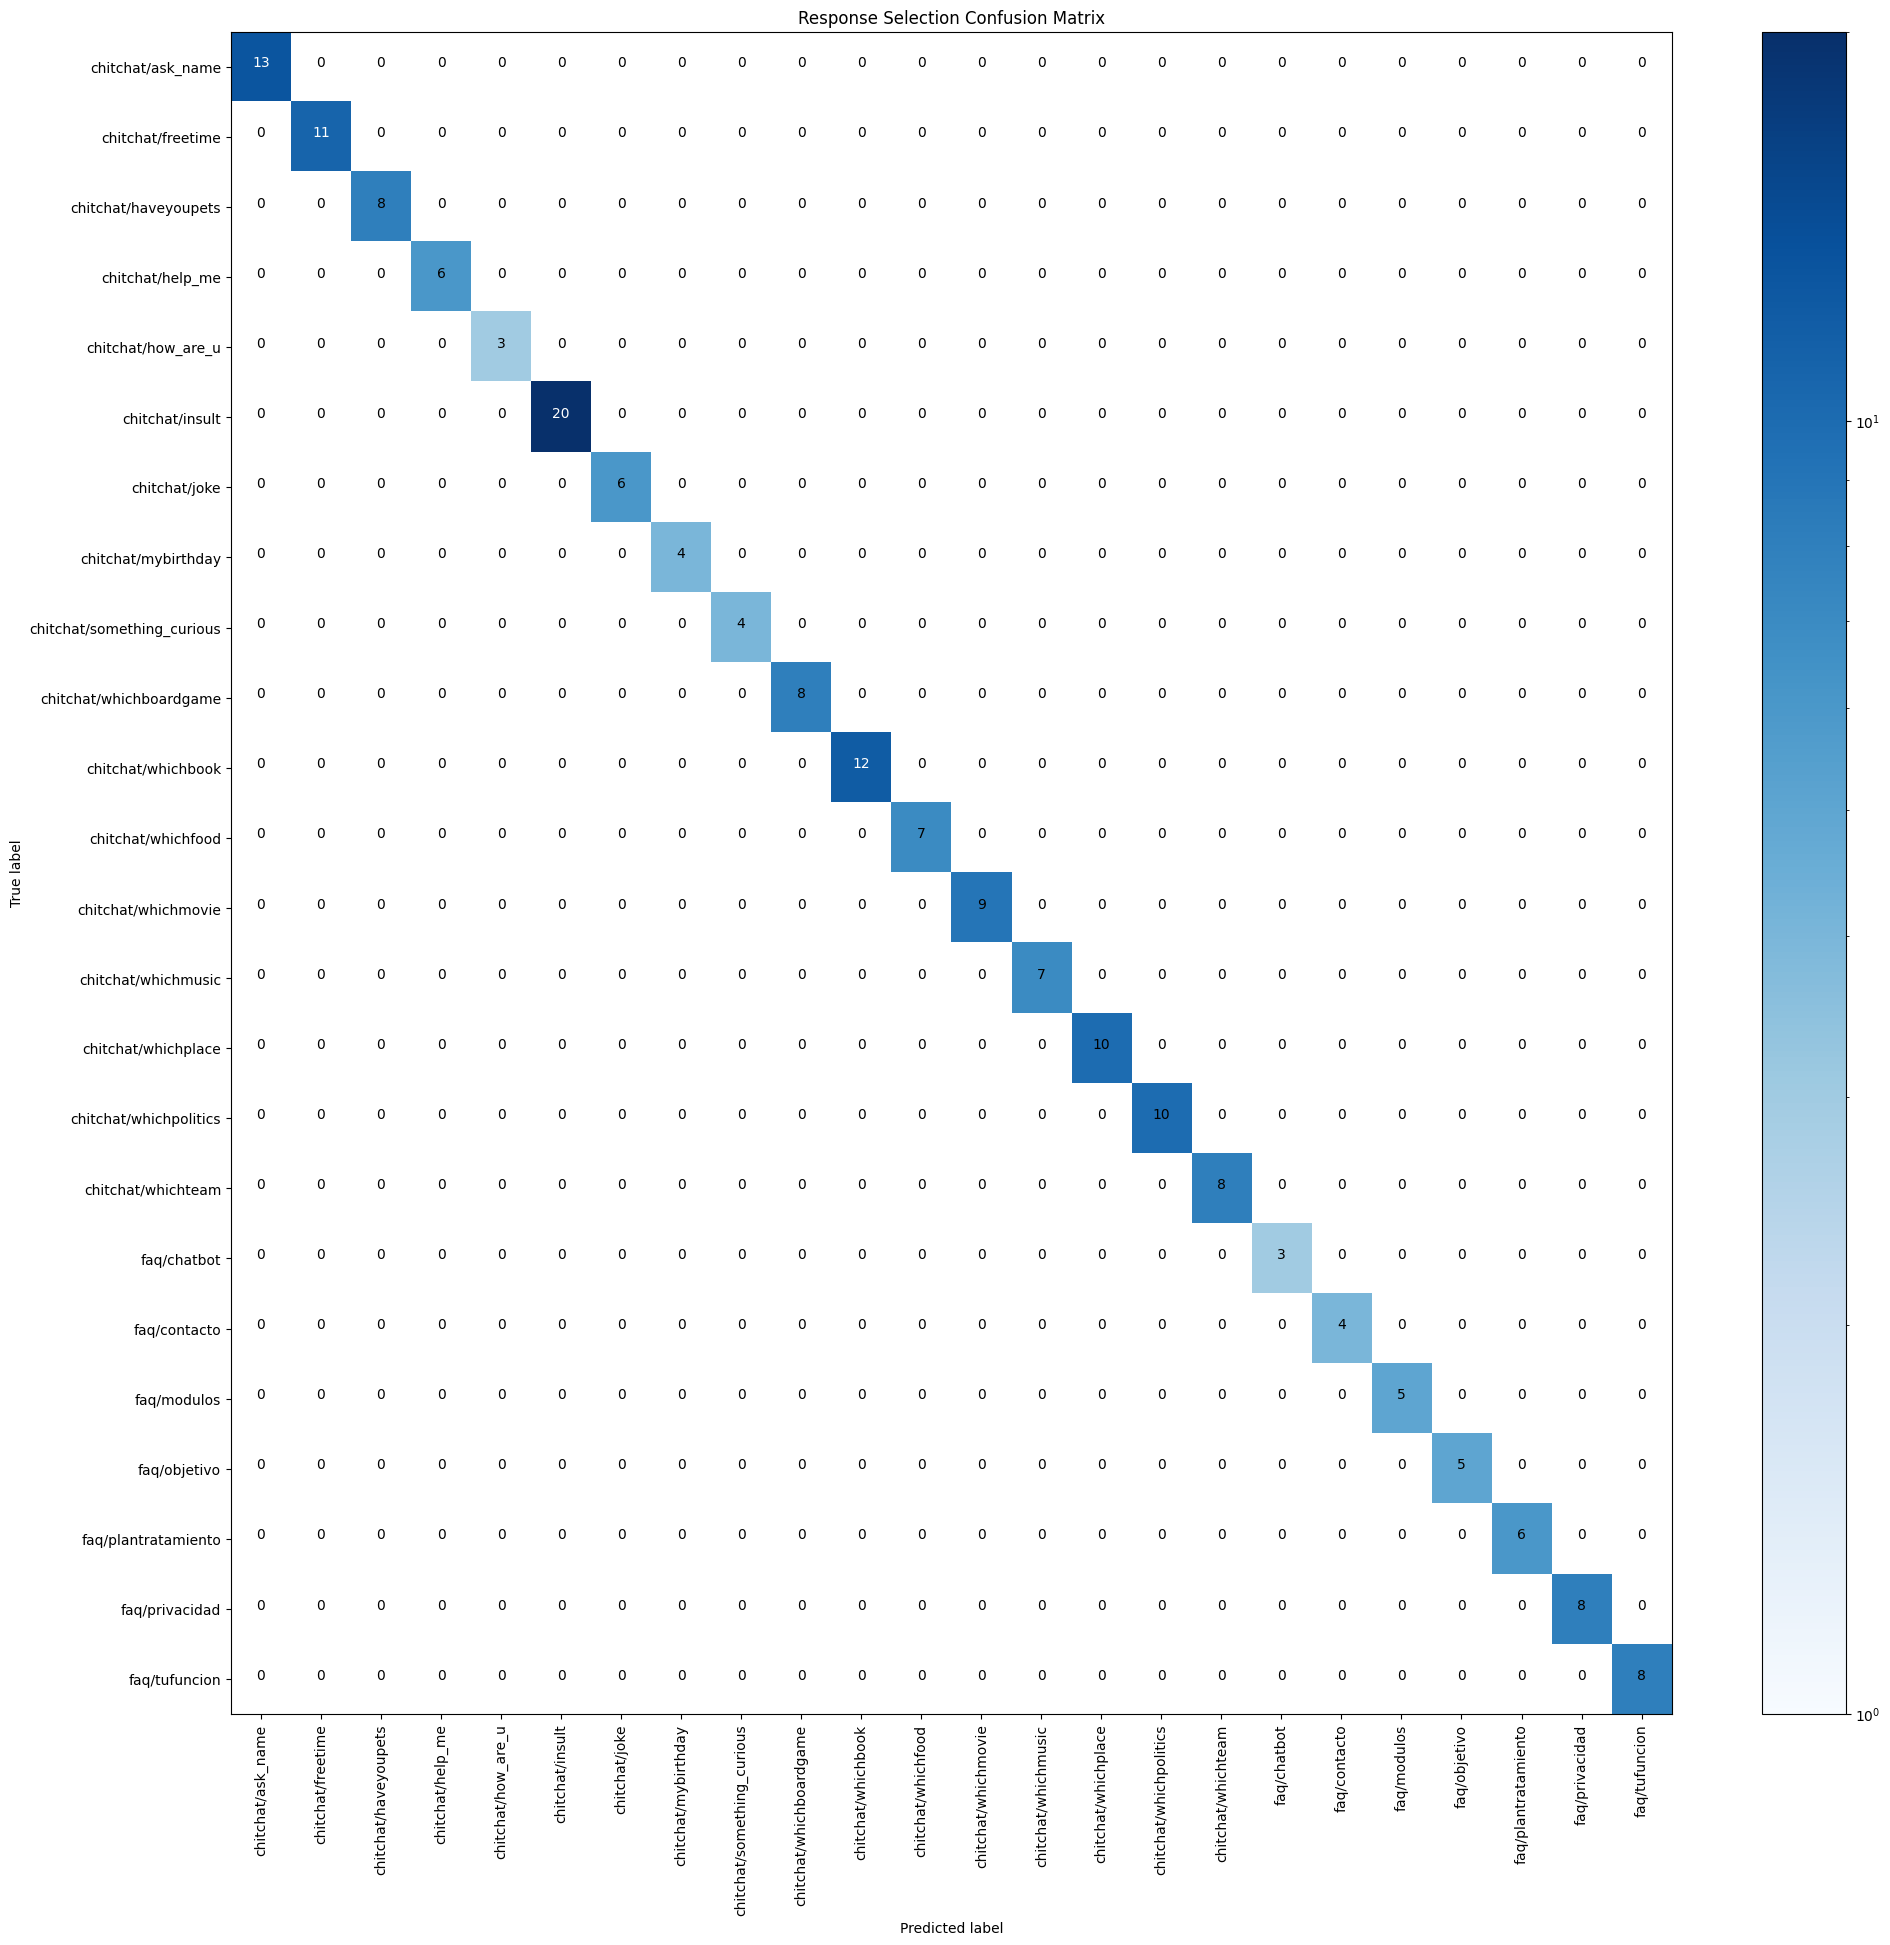 Response Selection Confusion Matrix
chitchat/ask_name 13 0 0 0 0 0 0 0 0 0 0 0 0 0 0 0 0 0 0 0 0 0 0 0
chitchat/freetime 0 11 0 0 0 0 0 0 0 0 0 0 0 0 0 0 0 0 0 0 0 0 0 0
chitchat/haveyoupets 0 0 8 0 0 0 0 0 0 0 0 0 0 0 0 0 0 0 0 0 0 0 0 0
chitchat/help_me 0 0 0 6 0 0 0 0 0 0 0 0 0 0 0 0 0 0 0 0 0 0 0 0
chitchat/how_are_u 0 0 0 0 3 0 0 0 0 0 0 0 0 0 0 0 0 0 0 0 0 0 0 0
chitchat/insult 0 0 0 0 0 20 0 0 0 0 0 0 0 0 0 0 0 0 0 0 0 0 0 0
chitchat/joke 0 0 0 0 0 0 6 0 0 0 0 0 0 0 0 0 0 0 0 0 0 0 0 0
chitchat/mybirthday 0 0 0 0 0 0 0 4 0 0 0 0 0 0 0 0 0 0 0 0 0 0 0 0
chitchat/something_curious 0 0 0 0 0 0 0 0 4 0 0 0 0 0 0 0 0 0 0 0 0 0 0 0
chitchat/whichboardgame 0 0 0 0 0 0 0 0 0 8 0 0 0 0 0 0 0 0 0 0 0 0 0 0
chitchat/whichbook 0 0 0 0 0 0 0 0 0 0 12 0 0 0 0 0 0 0 0 0 0 0 0 0
chitchat/whichfood 0 0 0 0 0 0 0 0 0 0 0 7 0 0 0 0 0 0 0 0 0 0 0 0
chitchat/whichmovie 0 0 0 0 0 0 0 0 0 0 0 0 9 0 0 0 0 0 0 0 0 0 0 0
chitchat/whichmusic 0 0 0 0 0 0 0 0 0 0 0 0 0 7 0 0 0 0 0 0 0 0 0 0
chitchat/whichplace 0 0 0 0 0 0 0 0 0 0 0 0 0 0 10 0 0 0 0 0 0 0 0 0
chitchat/whichpolitics 0 0 0 0 0 0 0 0 0 0 0 0 0 0 0 10 0 0 0 0 0 0 0 0
chitchat/whichteam 0 0 0 0 0 0 0 0 0 0 0 0 0 0 0 0 8 0 0 0 0 0 0 0
faq/chatbot 0 0 0 0 0 0 0 0 0 0 0 0 0 0 0 0 0 3 0 0 0 0 0 0
faq/contacto 0 0 0 0 0 0 0 0 0 0 0 0 0 0 0 0 0 0 4 0 0 0 0 0
faq/modulos 0 0 0 0 0 0 0 0 0 0 0 0 0 0 0 0 0 0 0 5 0 0 0 0
faq/objetivo 0 0 0 0 0 0 0 0 0 0 0 0 0 0 0 0 0 0 0 0 5 0 0 0
faq/plantratamiento 0 0 0 0 0 0 0 0 0 0 0 0 0 0 0 0 0 0 0 0 0 6 0 0
faq/privacidad 0 0 0 0 0 0 0 0 0 0 0 0 0 0 0 0 0 0 0 0 0 0 8 0
faq/tufuncion 0 0 0 0 0 0 0 0 0 0 0 0 0 0 0 0 0 0 0 0 0 0 0 8
True label
chitchat/ask_name
chitchat/freetime
chitchat/haveyoupets
chitchat/help_me
chitchat/how_are_u
chitchat/insult
chitchat/joke
chitchat/mybirthday
chitchat/something_curious
chitchat/whichboardgame
chitchat/whichbook
chitchat/whichfood
chitchat/whichmovie
chitchat/whichmusic
chitchat/whichplace
chitchat/whichpolitics
chitchat/whichteam
faq/chatbot
faq/contacto
faq/modulos
faq/objetivo
faq/plantratamiento
faq/privacidad
faq/tufuncion
Predicted label
10¹
10⁰